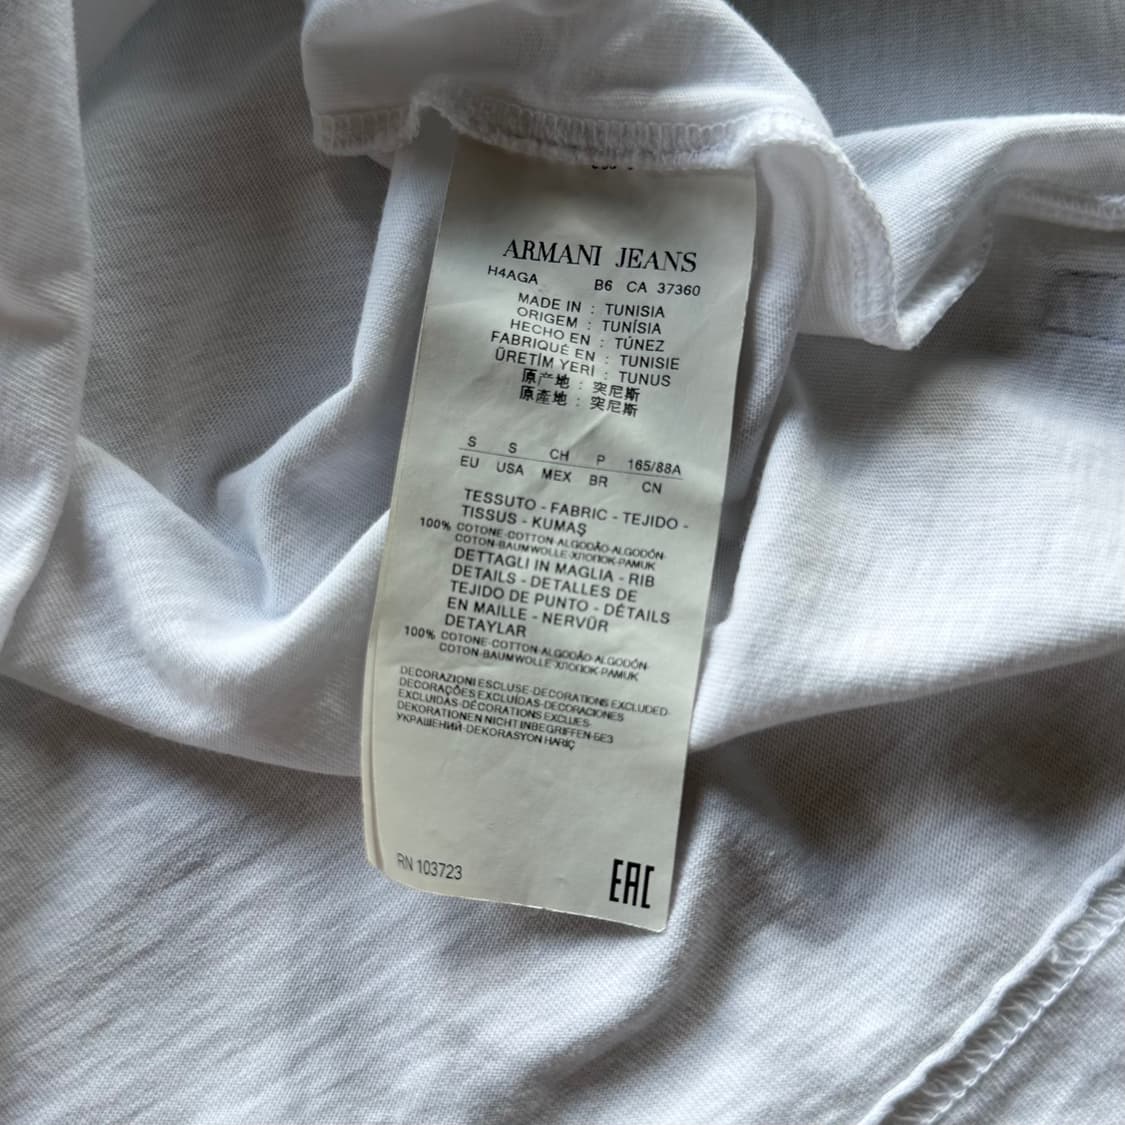 ARMANI JEANS
H4AGA B6 CA 37360
MADE IN : TUNISIA
ORIGEM : TUNÍSIA
HECHO EN : TÚNEZ
FABRIQUÉ EN : TUNISIE
ÜRETİM YERİ : TUNUS
原产地 : 突尼斯
原產地 : 突尼斯
S S CH P 165/88A
EU USA MEX BR CN
TESSUTO - FABRIC - TEJIDO -
TISSUS - KUMAŞ
100% COTONE-COTTON-ALGODÃO-ALGODÓN-
COTON-BAUMWOLLE-ХЛОПОК-PAMUK
DETTAGLI IN MAGLIA - RIB
DETAILS - DETALLES DE
TEJIDO DE PUNTO - DÉTAILS
EN MAILLE - NERVÜR
DETAYLAR
100% COTONE-COTTON-ALGODÃO-ALGODÓN-
COTON-BAUMWOLLE-ХЛОПОК-PAMUK
DECORAZIONI ESCLUSE-DECORATIONS EXCLUDED-
DECORAÇÕES EXCLUÍDAS-DECORACIONES
EXCLUIDAS-DÉCORATIONS EXCLUES-
DEKORATIONEN NICHT INBEGRIFFEN-БЕЗ
УКРАШЕНИЙ-DEKORASYON HARİÇ
RN 103723
EAC